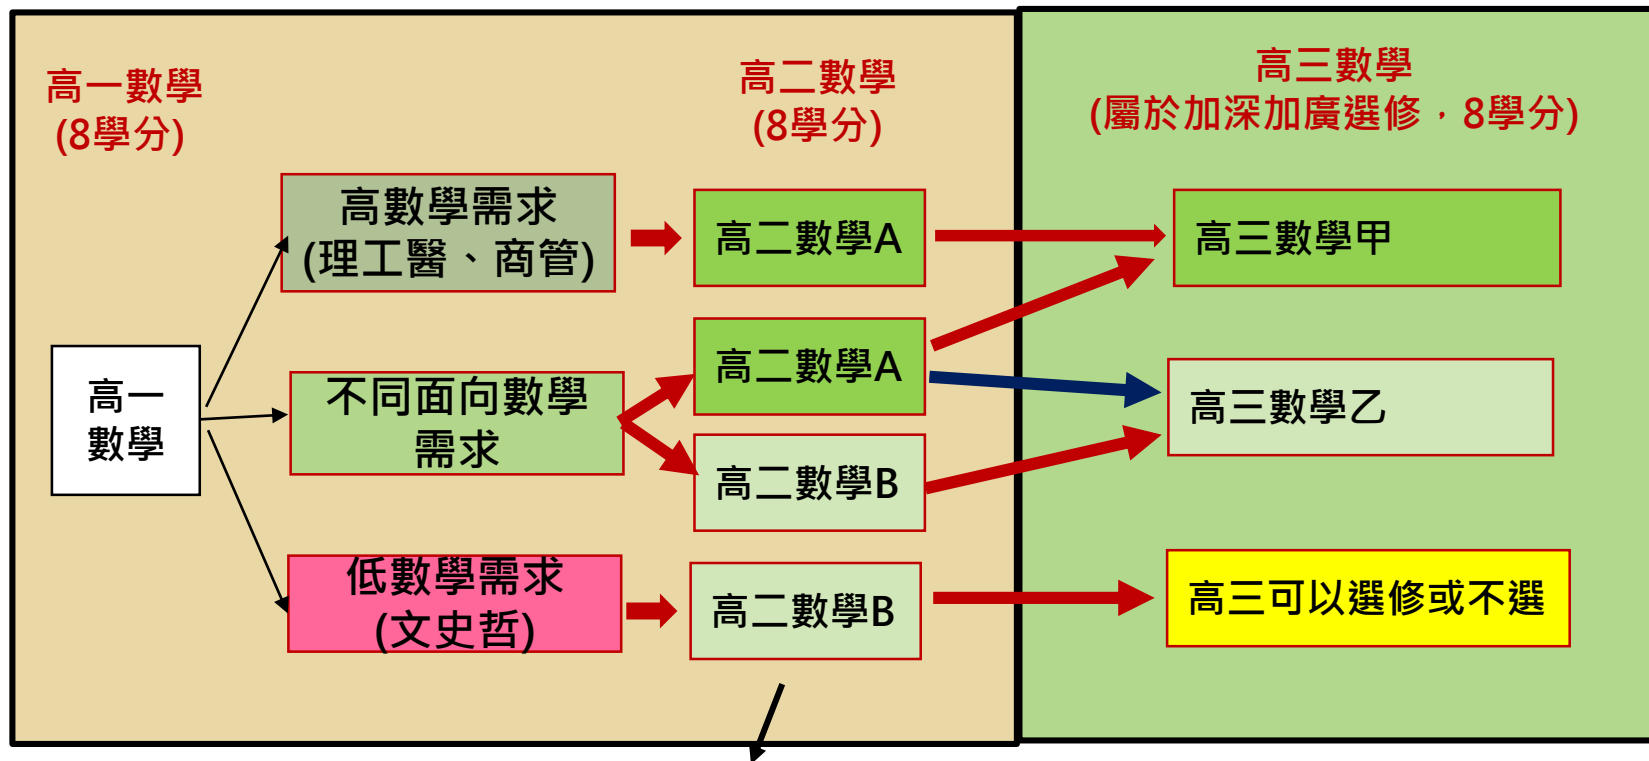 高一數學
(8學分)
高二數學
(8學分)
高三數學
(屬於加深加廣選修，8學分)
高一
數學
高數學需求
(理工醫、商管)
不同面向數學
需求
低數學需求
(文史哲)
高二數學A
高二數學A
高二數學B
高二數學B
高三數學甲
高三數學乙
高三可以選修或不選